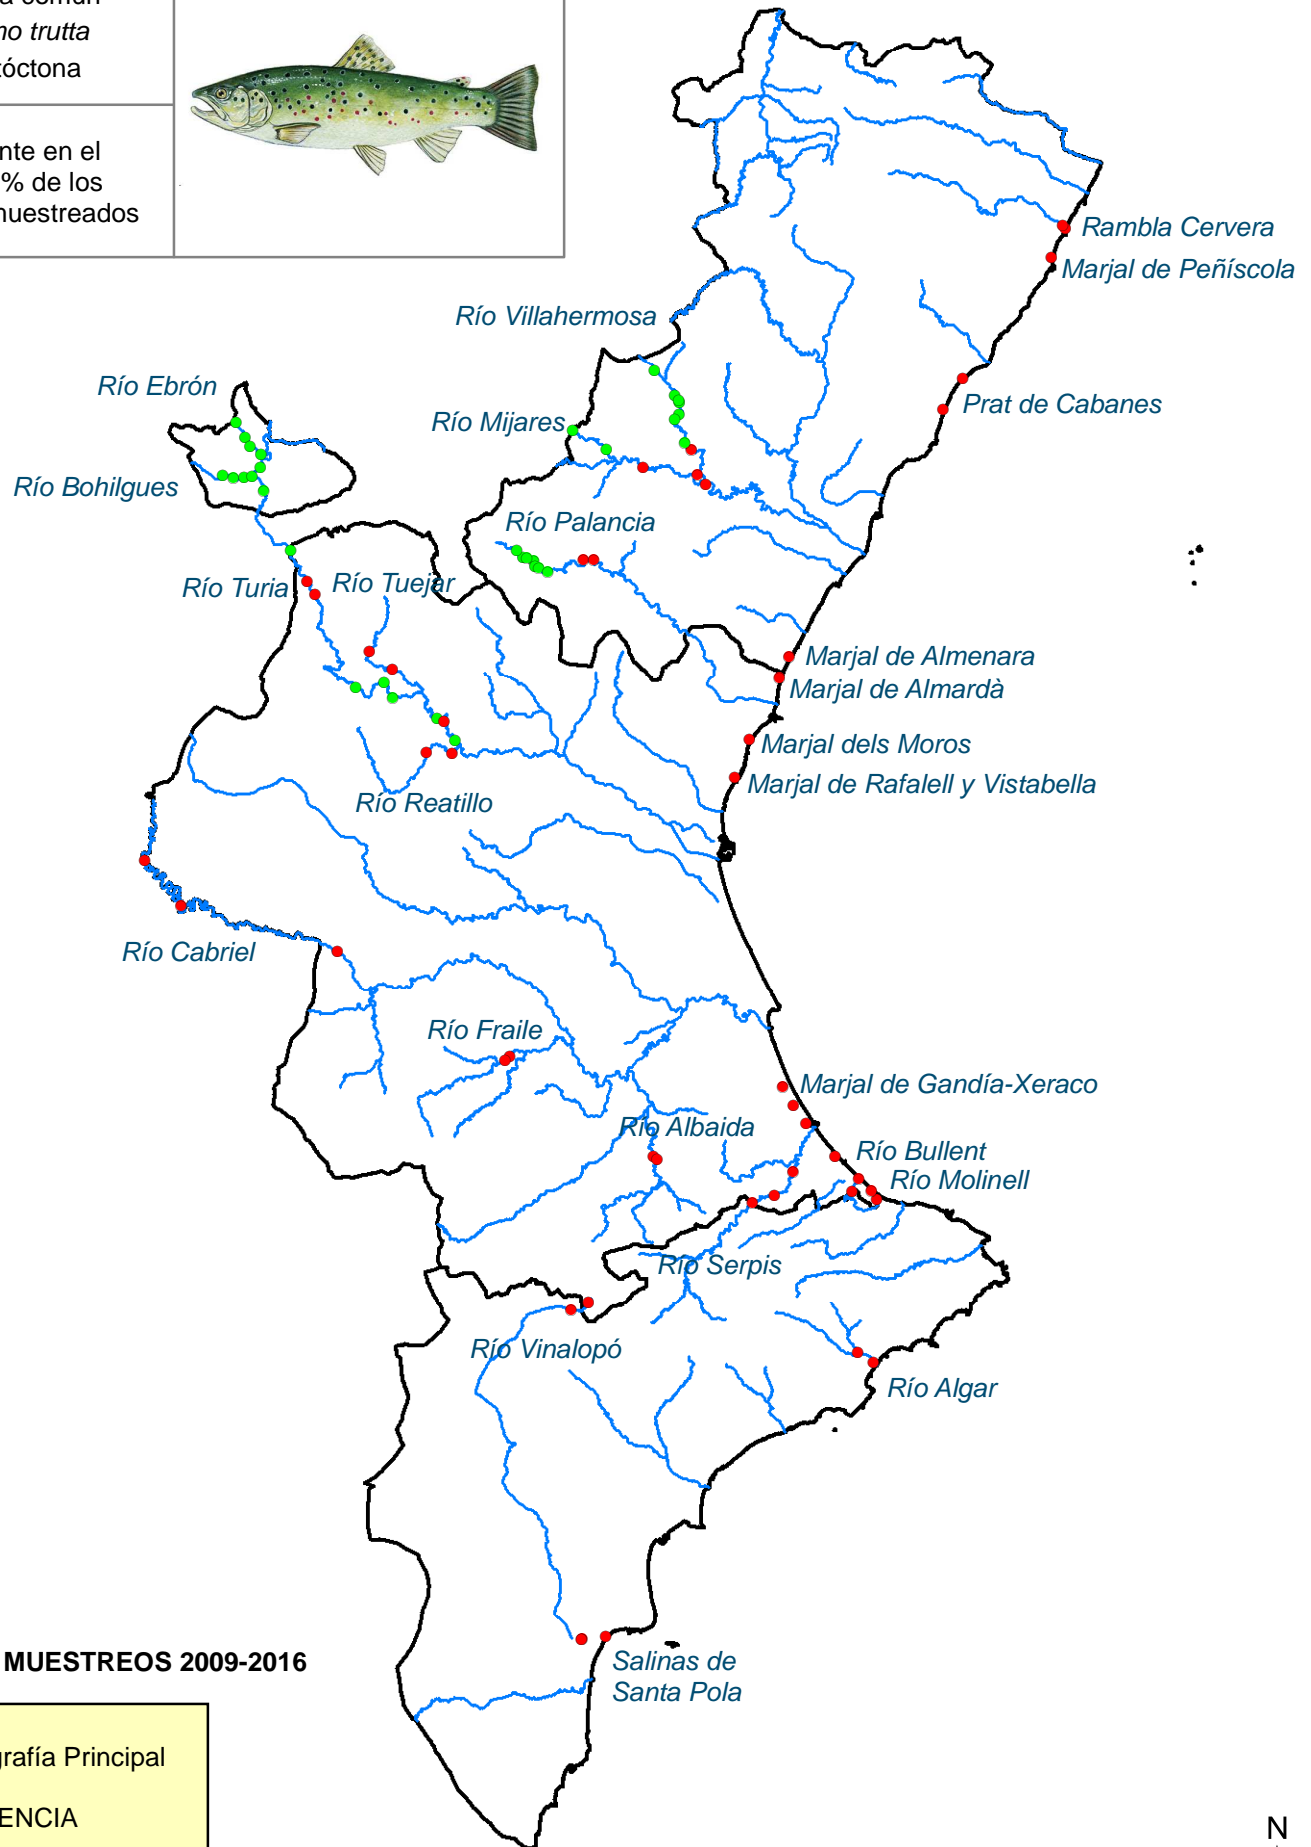 común
trutta
nte en el
% de los
Rambla Cervera
Marjal de Peñíscola
Río Villahermosa
Río Ebrón
Prat de Cabanes
Río Mijares
Río Bohilgues
Río Palancia
Río Turia
Río Tuejar
Marjal de Almenara
Marjal de Almardà
Marjal dels Moros
Marjal de Rafalell y Vistabella
Río Reatillo
Río Cabriel
Río Fraile
Marjal de Gandía-Xeraco
Río Albaida
Río Bullent
Río Molinell
Río Serpis
Río Vinalopó
Río Algar
Salinas de
Santa Pola
MUESTREOS 2009-2016
grafía Principal
ENCIA
N